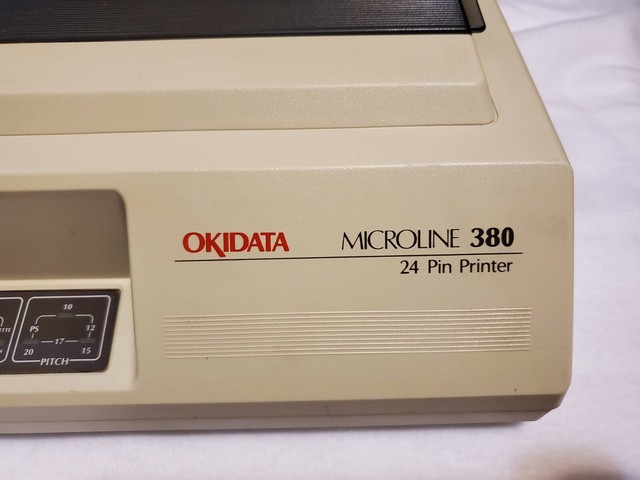 OKIDATA MICROLINE 380
24 Pin Printer
10
PS 12
17
20 15
PITCH